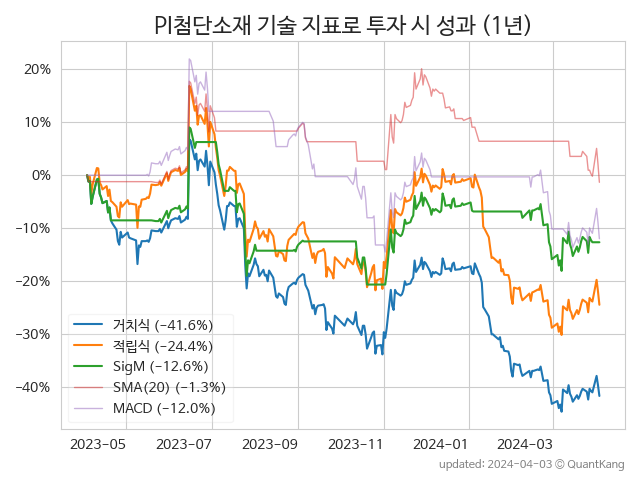 PI첨단소재 기술 지표로 투자 시 성과 (1년)
20%
10%
0%
−10%
−20%
−30%
−40%
거치식 (−41.6%)
적립식 (−24.4%)
SigM (−12.6%)
SMA(20) (−1.3%)
MACD (−12.0%)
2023−05 2023−07 2023−09 2023−11 2024−01 2024−03
updated: 2024−04−03 ⓒ QuantKang